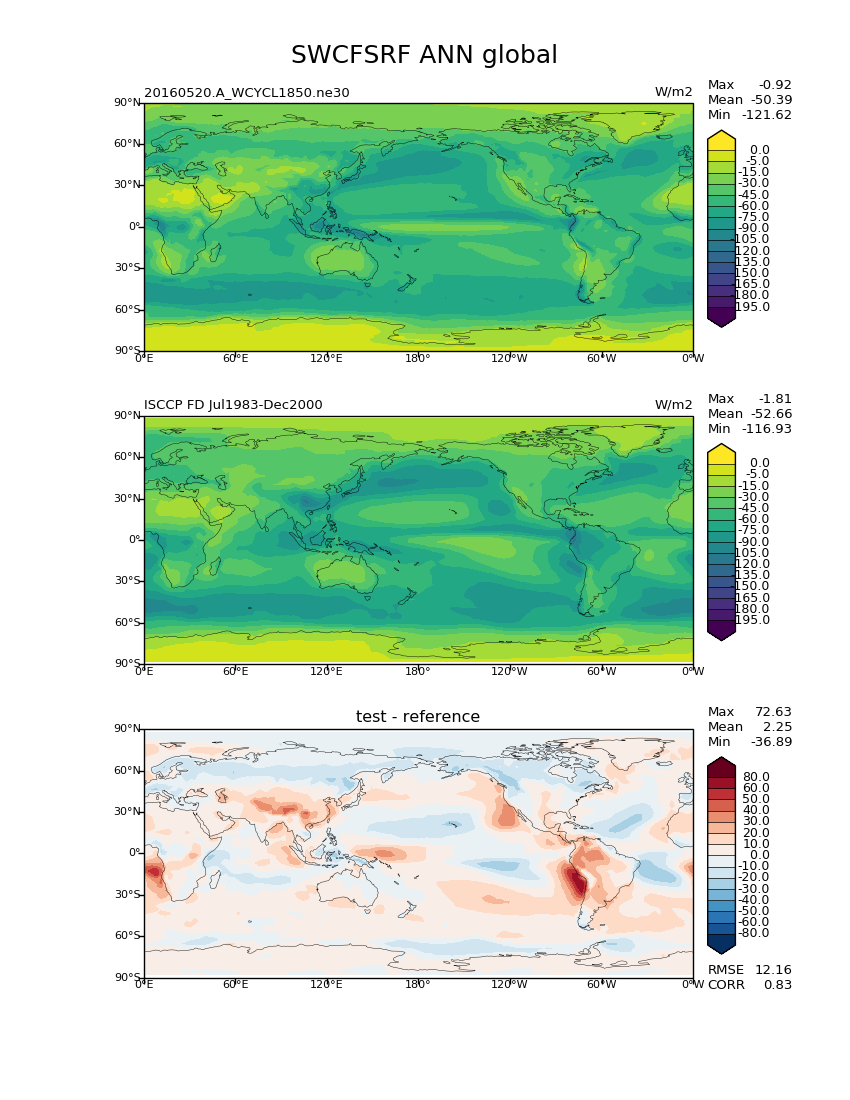 SWCFSRF ANN global
20160520.A_WCYCL1850.ne30
W/m2
Max -0.92
Mean -50.39
Min -121.62
90°N
60°N
30°N
0°
30°S
60°S
90°S
0°E 60°E 120°E 180° 120°W 60°W 0°W
0.0
-5.0
-15.0
-30.0
-45.0
-60.0
-75.0
-90.0
-105.0
-120.0
-135.0
-150.0
-165.0
-180.0
-195.0
ISCCP FD Jul1983-Dec2000
W/m2
Max -1.81
Mean -52.66
Min -116.93
90°N
60°N
30°N
0°
30°S
60°S
90°S
0°E 60°E 120°E 180° 120°W 60°W 0°W
0.0
-5.0
-15.0
-30.0
-45.0
-60.0
-75.0
-90.0
-105.0
-120.0
-135.0
-150.0
-165.0
-180.0
-195.0
test - reference
Max 72.63
Mean 2.25
Min -36.89
90°N
60°N
30°N
0°
30°S
60°S
90°S
0°E 60°E 120°E 180° 120°W 60°W 0°W
80.0
60.0
50.0
40.0
30.0
20.0
10.0
0.0
-10.0
-20.0
-30.0
-40.0
-50.0
-60.0
-80.0
RMSE 12.16
CORR 0.83